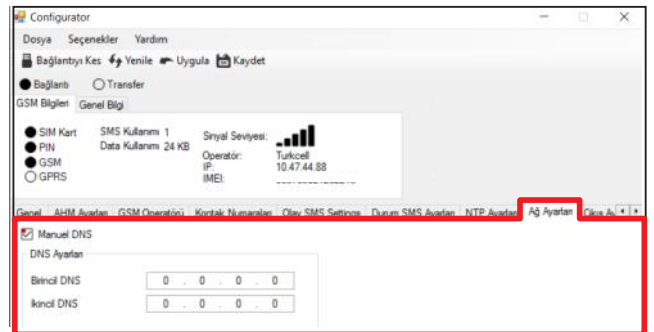 Configurator
Dosya Seçenekler Yardım
Bağlantıyı Kes Yenile Uygula Kaydet
Bağlantı Transfer
GSM Bilgileri Genel Bilgi
SIM Kart SMS Kullanımı 1 Sinyal Seviyesi:
PIN Data Kullanımı 24 KB
GSM Operatör: Turkcell
GPRS IP: 10.47.44.88
IMEI:
Genel AHM Ayarları GSM Operatörü Kontak Numaraları Olay SMS Settings Durum SMS Ayarları NTP Ayarları Ağ Ayarları Çıkış
Manuel DNS
DNS Ayarları
Birincil DNS 0 . 0 . 0 . 0
İkincil DNS 0 . 0 . 0 . 0